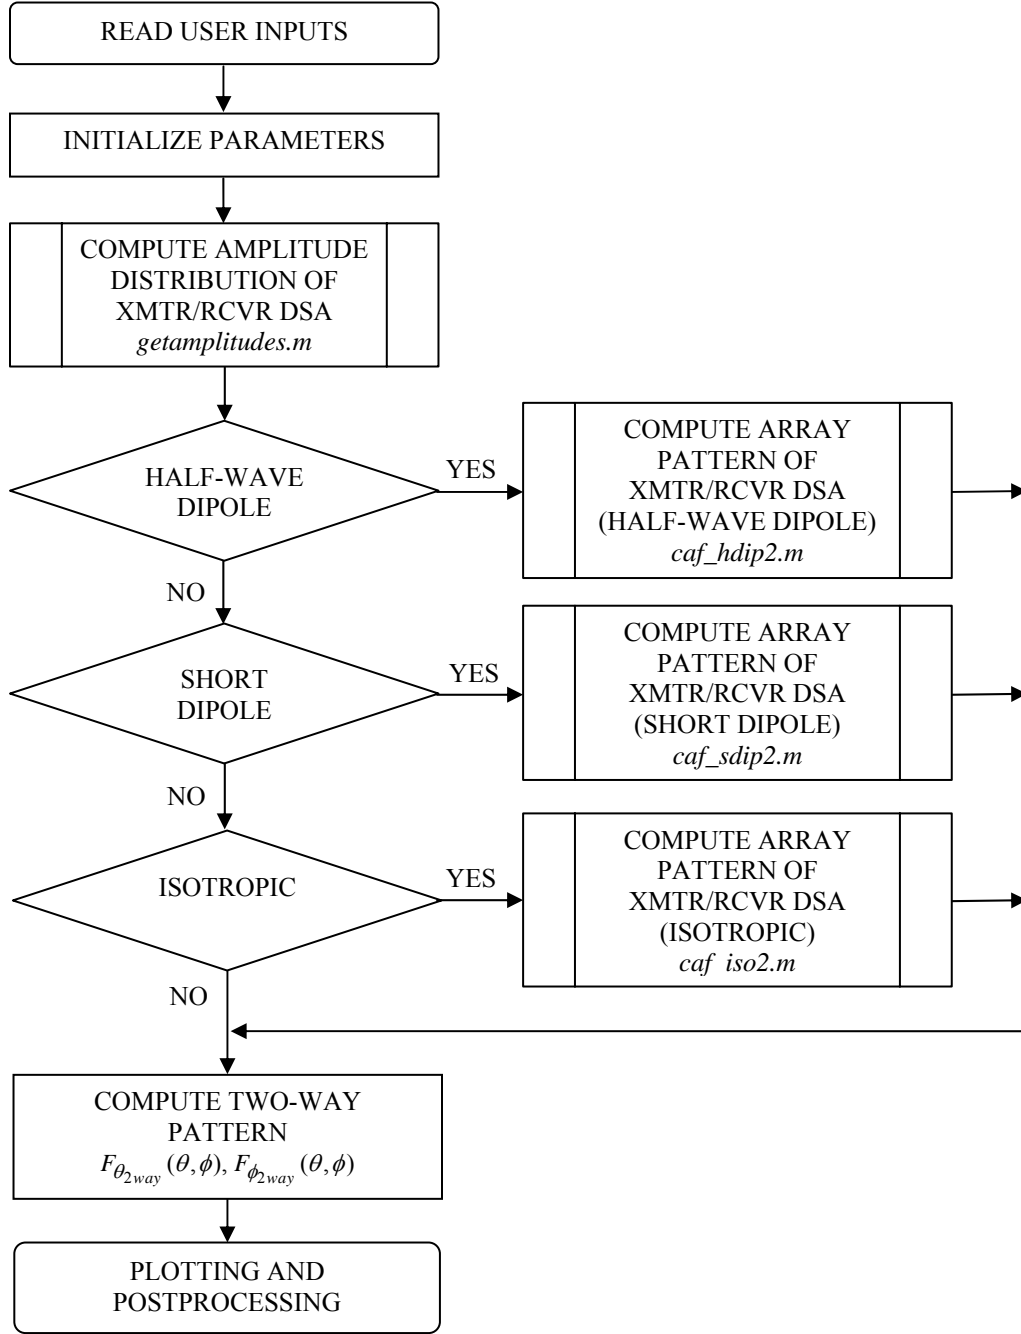 READ USER INPUTS
INITIALIZE PARAMETERS
COMPUTE AMPLITUDE
DISTRIBUTION OF
XMTR/RCVR DSA
getamplitudes.m
HALF-WAVE
DIPOLE
YES
COMPUTE ARRAY
PATTERN OF
XMTR/RCVR DSA
(HALF-WAVE DIPOLE)
caf_hdip2.m
NO
SHORT
DIPOLE
YES
COMPUTE ARRAY
PATTERN OF
XMTR/RCVR DSA
(SHORT DIPOLE)
caf_sdip2.m
NO
ISOTROPIC
YES
COMPUTE ARRAY
PATTERN OF
XMTR/RCVR DSA
(ISOTROPIC)
caf iso2.m
NO
COMPUTE TWO-WAY
PATTERN
F_{θ_{2way}}(θ,ϕ), F_{ϕ_{2way}}(θ,ϕ)
PLOTTING AND
POSTPROCESSING